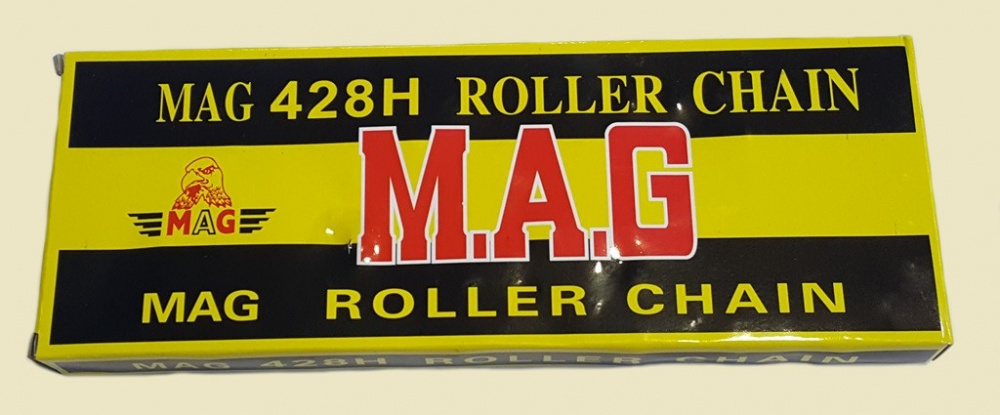 MAG 428H ROLLER CHAIN
M.A.G
MAG
MAG ROLLER CHAIN
MAG 428H ROLLER CHAIN